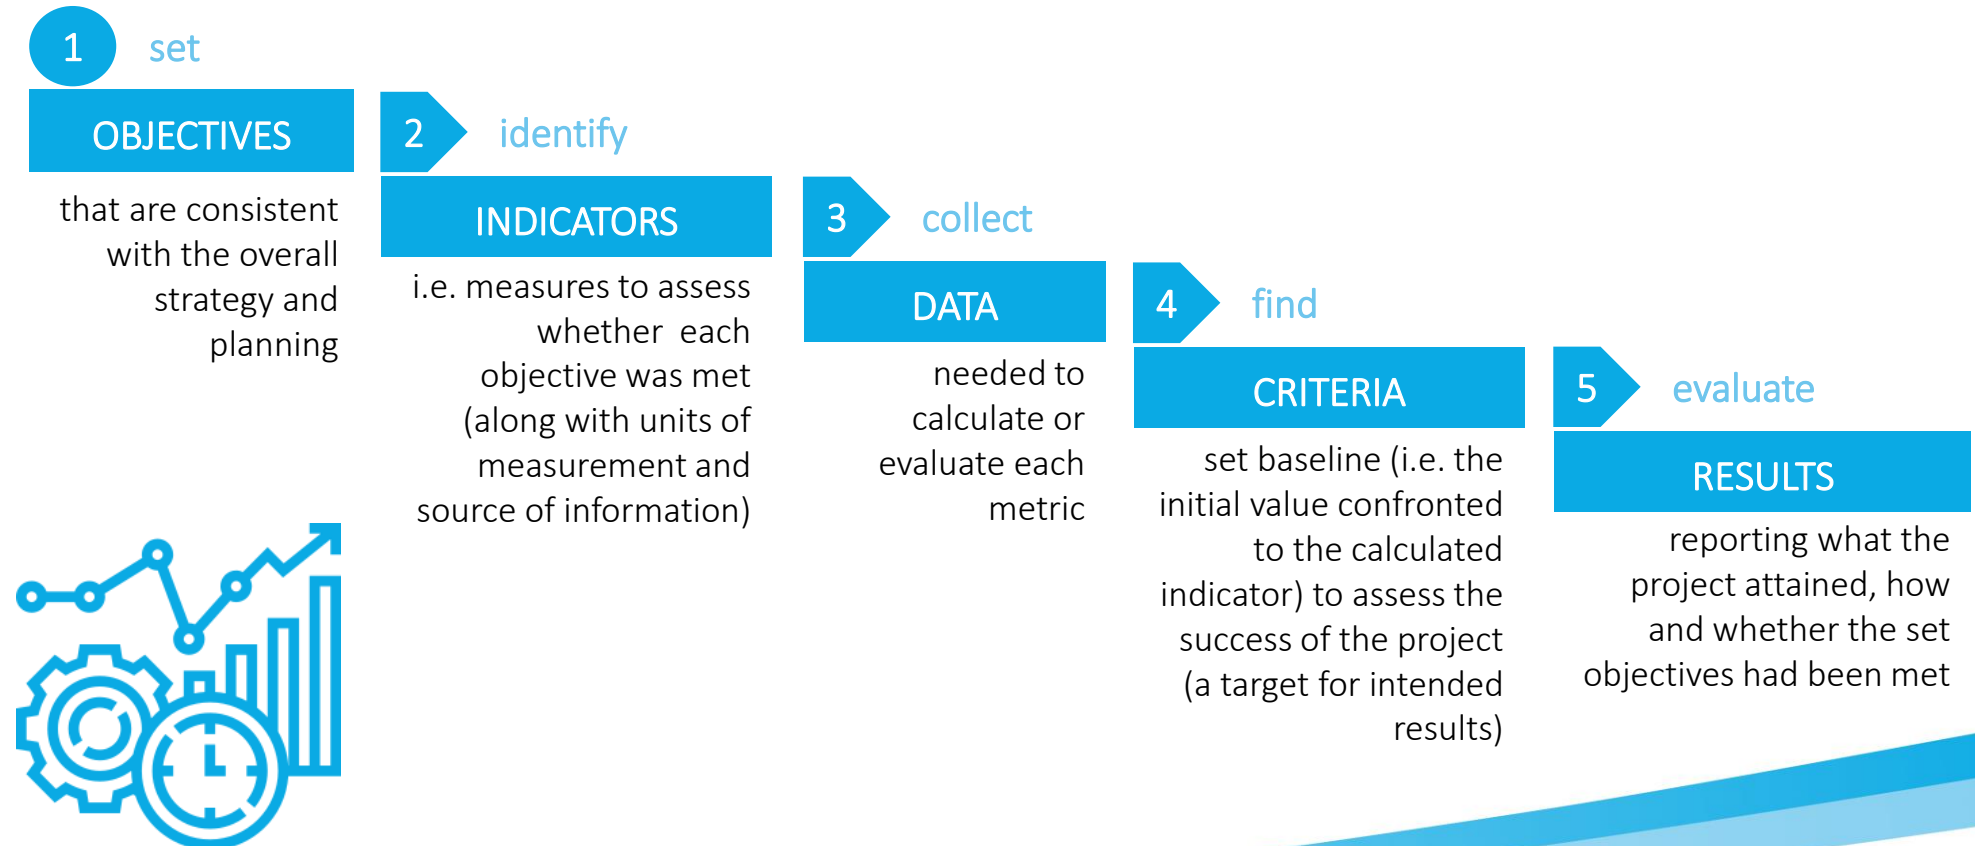 1 set
OBJECTIVES
that are consistent
with the overall
strategy and
planning
2 identify
INDICATORS
i.e. measures to assess
whether each
objective was met
(along with units of
measurement and
source of information)
3 collect
DATA
needed to
calculate or
evaluate each
metric
4 find
CRITERIA
set baseline (i.e. the
initial value confronted
to the calculated
indicator) to assess the
success of the project
(a target for intended
results)
5 evaluate
RESULTS
reporting what the
project attained, how
and whether the set
objectives had been met